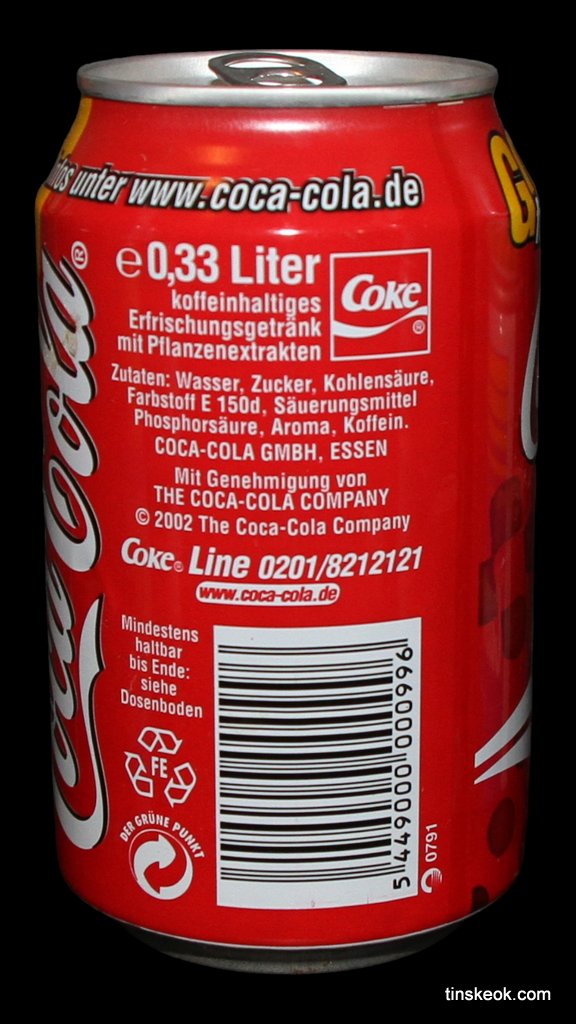 unter www.coca-cola.de
℮ 0,33 Liter
koffeinhaltiges
Erfrischungsgetränk
mit Pflanzenextrakten
Coke
®
Zutaten: Wasser, Zucker, Kohlensäure,
Farbstoff E 150d, Säuerungsmittel
Phosphorsäure, Aroma, Koffein.
COCA-COLA GMBH, ESSEN
Mit Genehmigung von
THE COCA-COLA COMPANY
© 2002 The Coca-Cola Company
Coke® Line 0201/8212121
www.coca-cola.de
Mindestens
haltbar
bis Ende:
siehe
Dosenboden
FE
DER GRÜNE PUNKT
5 449000 000996
0791
Coca-Cola®
tinskeok.com